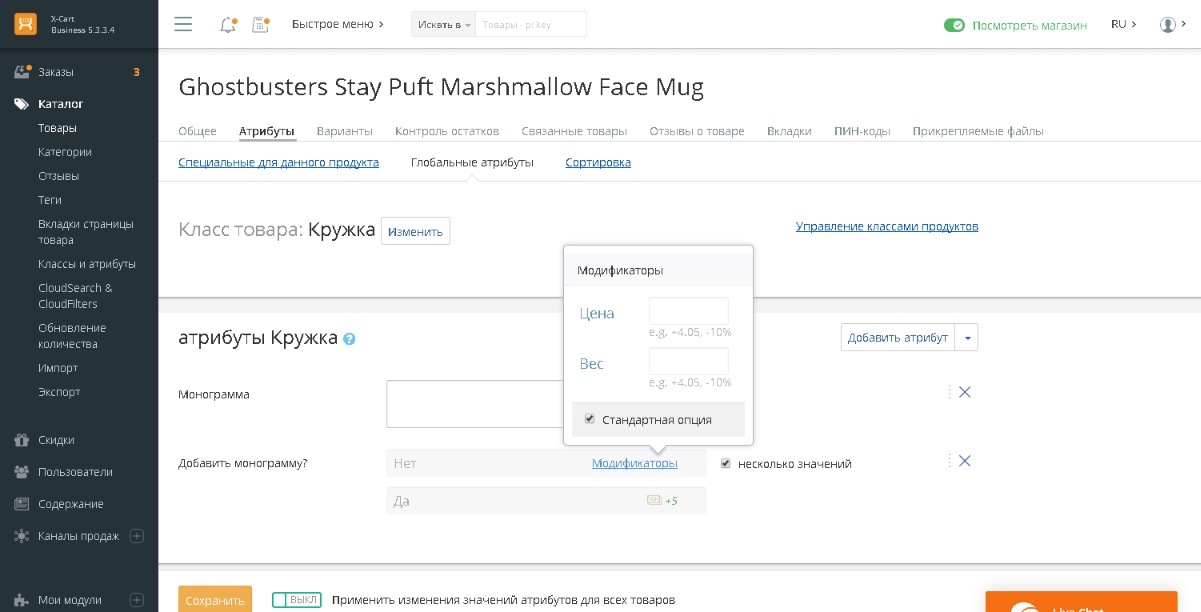 X-Cart
Business 5.3.3.4
Быстрое меню
Искать в
RU
Посмотреть магазин
Заказы
3
Каталог
Товары
Категории
Отзывы
Теги
Вкладки страницы
товара
Классы и атрибуты
CloudSearch &
CloudFilters
Обновление
количества
Импорт
Экспорт
Скидки
Пользователи
Содержание
Каналы продаж
Мои модули
Ghostbusters Stay Puft Marshmallow Face Mug
Общее Атрибуты Варианты Контроль остатков Связанные товары Отзывы о товаре Вкладки ПИН-коды Прикрепляемые файлы
Специальные для данного продукта Глобальные атрибуты Сортировка
Класс товара: Кружка Изменить Управление классами продуктов
Модификаторы
Цена
e.g. +4.05, -10%
Вес
e.g. +4.05, -10%
Стандартная опция
атрибуты Кружка ? Добавить атрибут
Монограмма
Добавить монограмму? Нет Модификаторы несколько значений
Да +5
Сохранить ВЫКЛ Применить изменения значений атрибутов для всех товаров